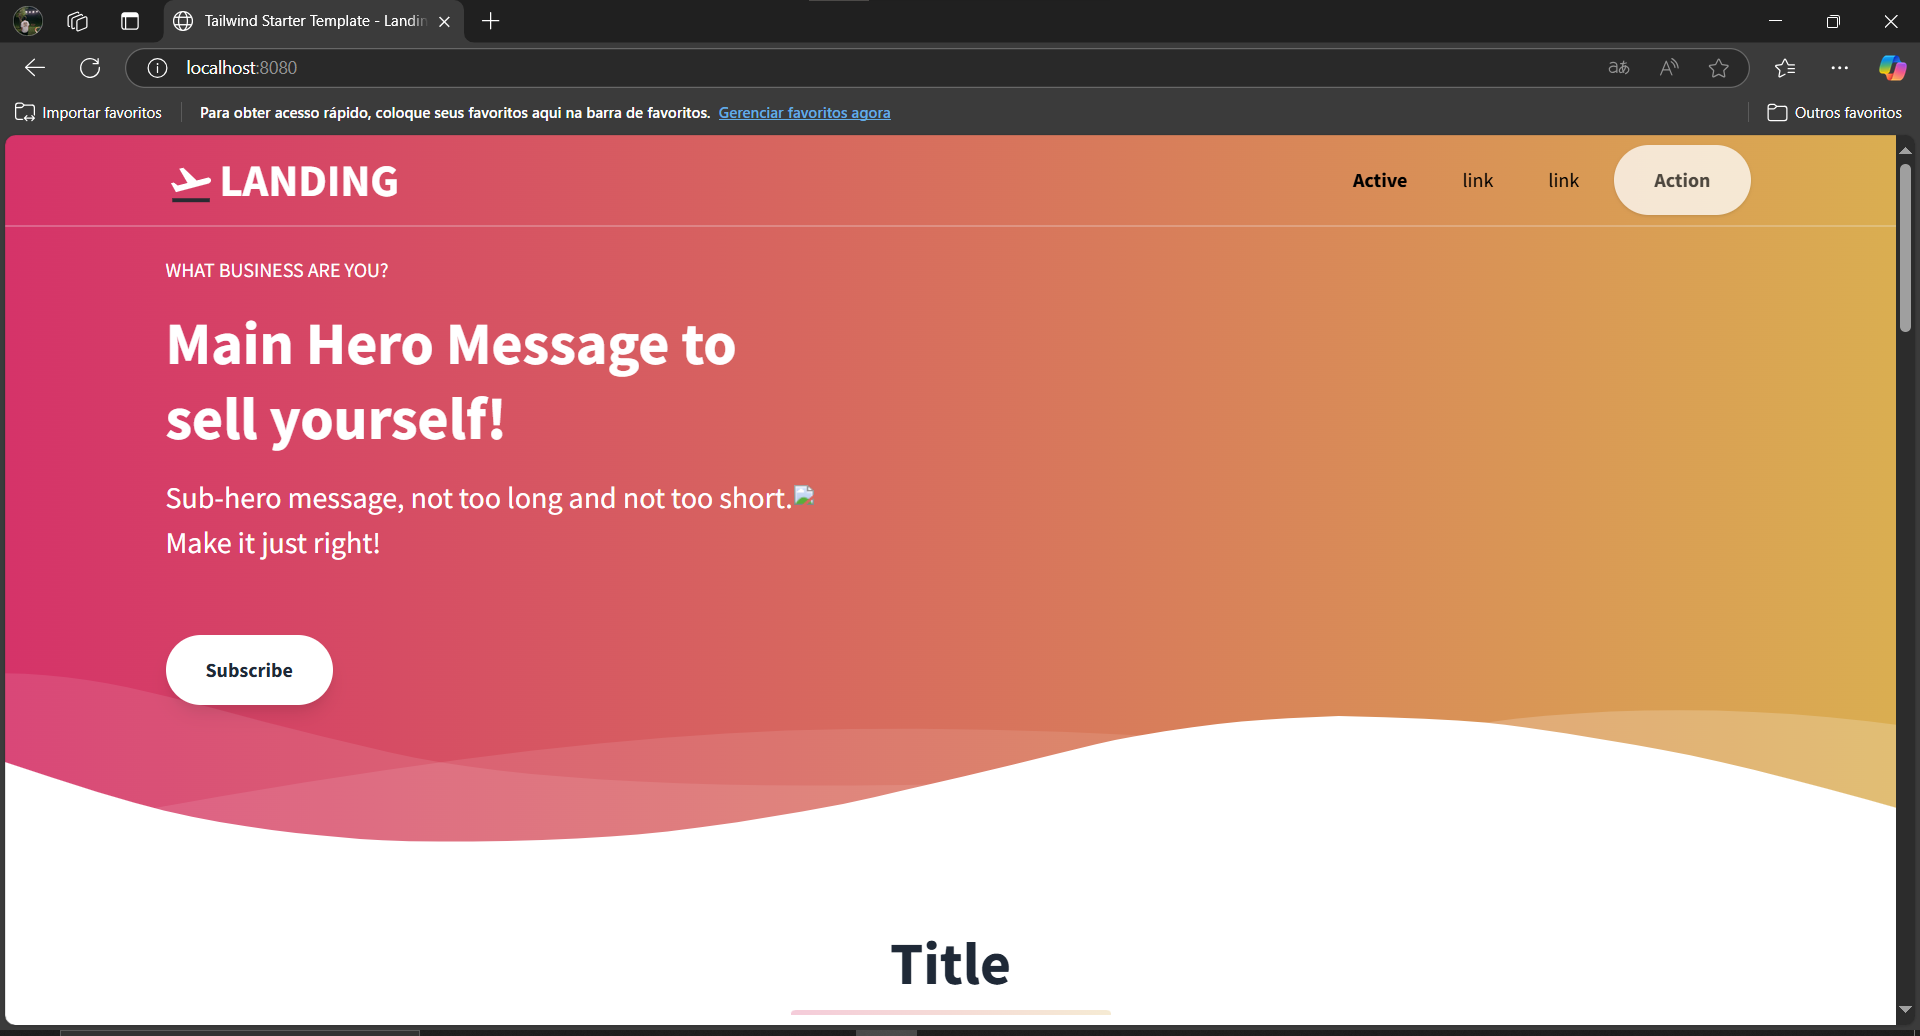 Tailwind Starter Template - Landin
localhost:8080
Importar favoritos
Para obter acesso rápido, coloque seus favoritos aqui na barra de favoritos. Gerenciar favoritos agora
Outros favoritos
LANDING
Active
link
link
Action
WHAT BUSINESS ARE YOU?
Main Hero Message to
sell yourself!
Sub-hero message, not too long and not too short.
Make it just right!
Subscribe
Title